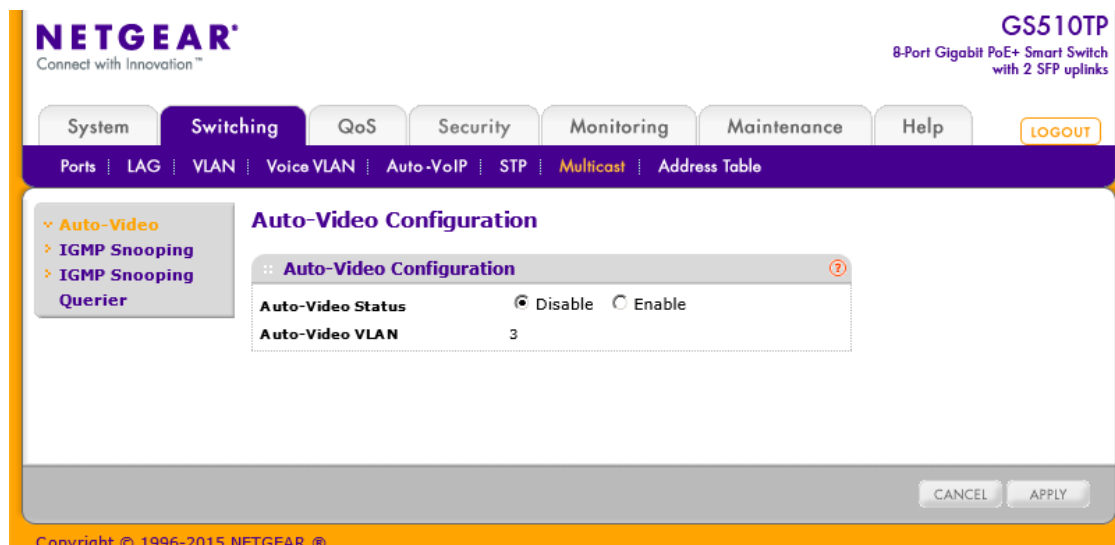 NETGEAR®
Connect with Innovation™
GS510TP
8-Port Gigabit PoE+ Smart Switch
with 2 SFP uplinks
System Switching QoS Security Monitoring Maintenance Help LOGOUT
Ports LAG VLAN Voice VLAN Auto-VoIP STP Multicast Address Table
Auto-Video
IGMP Snooping
IGMP Snooping
Querier
Auto-Video Configuration
Auto-Video Configuration ?
Auto-Video Status Disable Enable
Auto-Video VLAN 3
CANCEL APPLY
Copyright © 1996-2015 NETGEAR ®